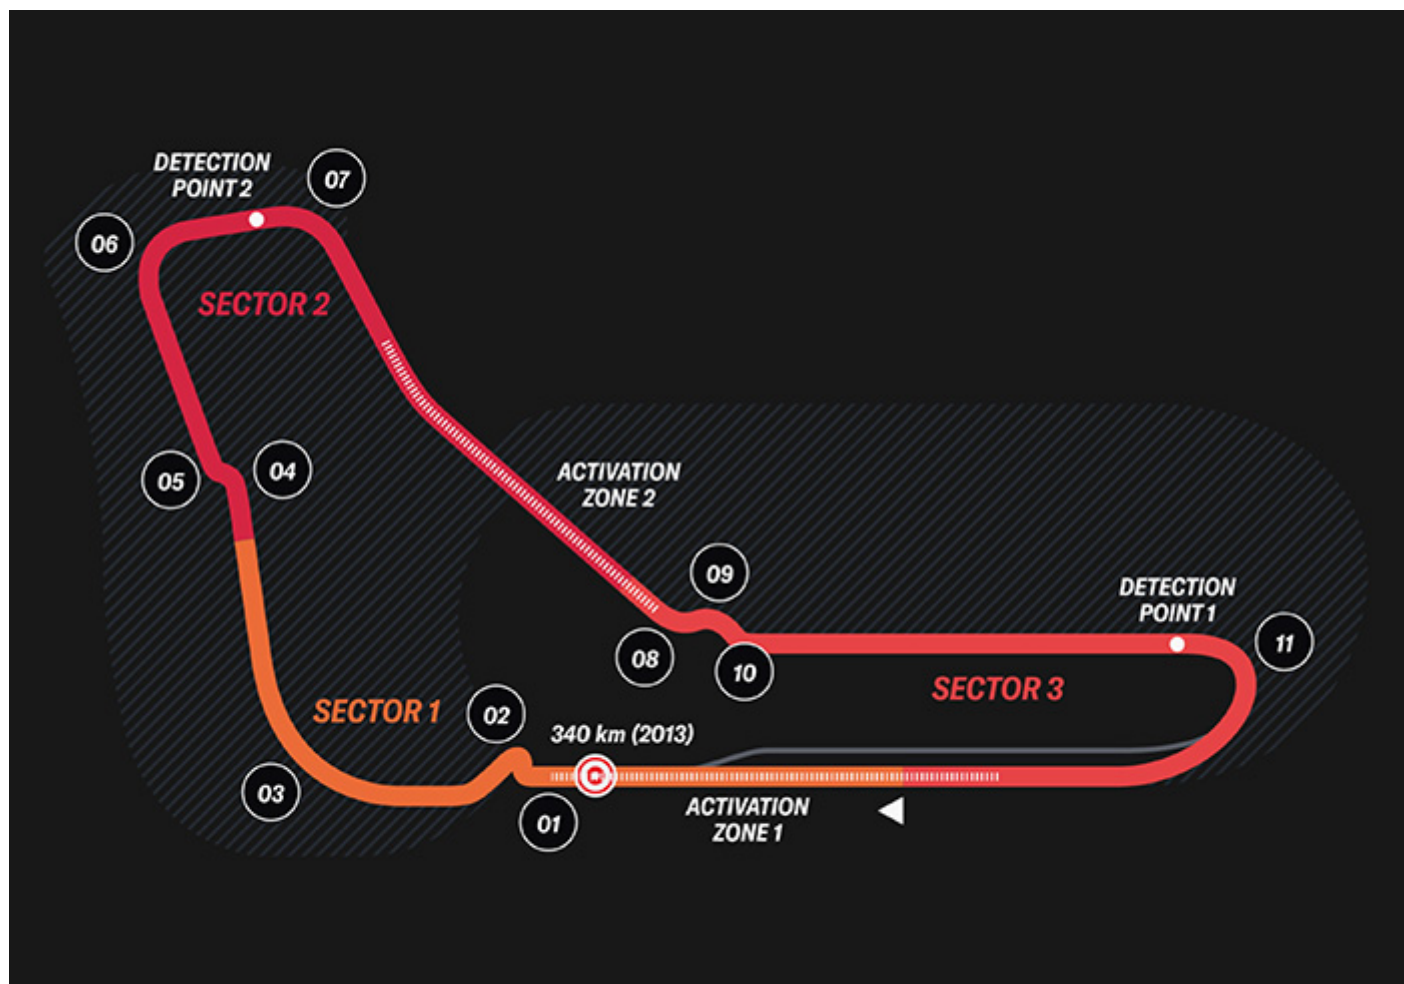 DETECTION
POINT 2
07
06
SECTOR 2
04
05
ACTIVATION
ZONE 2
09
DETECTION
POINT 1
11
08
10
SECTOR 3
SECTOR 1
02
340 km (2013)
03
01
ACTIVATION
ZONE 1